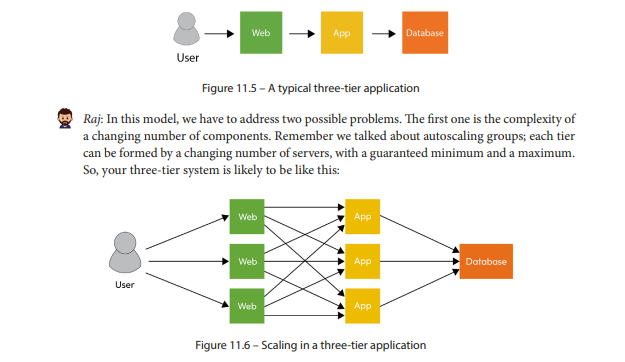 User
Web
App
Database
Figure 11.5 – A typical three-tier application
Raj: In this model, we have to address two possible problems. The first one is the complexity of
a changing number of components. Remember we talked about autoscaling groups; each tier
can be formed by a changing number of servers, with a guaranteed minimum and a maximum.
So, your three-tier system is likely to be like this:
User
Web
Web
Web
App
App
App
Database
Figure 11.6 – Scaling in a three-tier application